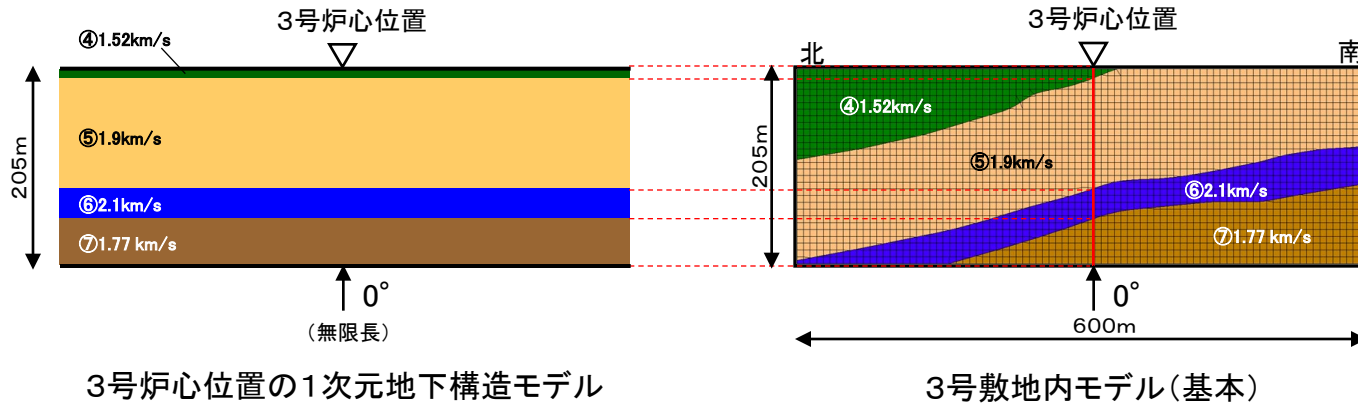 3号炉心位置
④1.52km/s
⑤1.9km/s
⑥2.1km/s
⑦1.77 km/s
205m
0°
(無限長)
3号炉心位置の1次元地下構造モデル
3号炉心位置
北
南
④1.52km/s
⑤1.9km/s
⑥2.1km/s
⑦1.77 km/s
205m
0°
600m
3号敷地内モデル(基本)